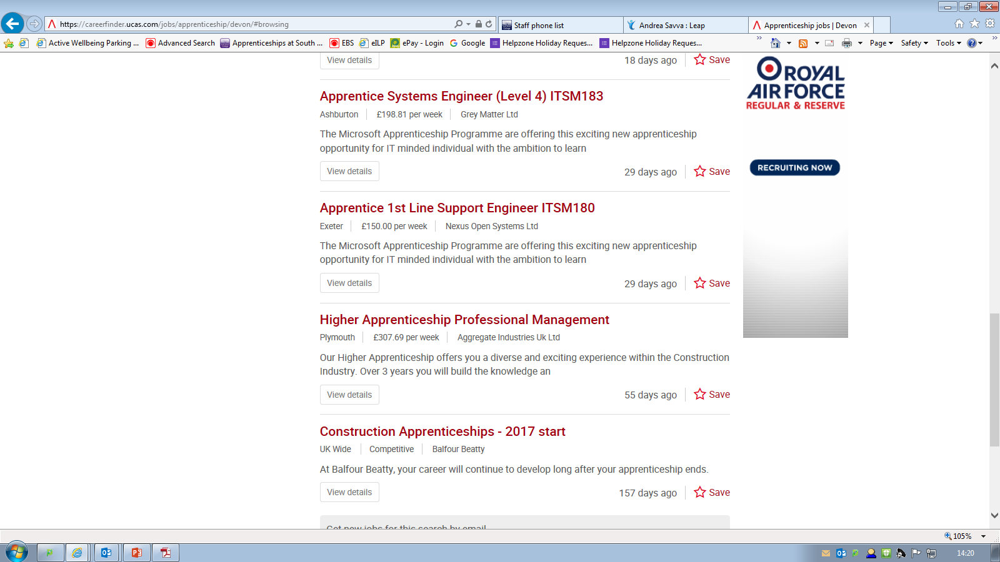 https://careerfinder.ucas.com/jobs/apprenticeship/devon/#browsing
Staff phone list
Andrea Savva : Leap
Apprenticeship jobs | Devon
Active Wellbeing Parking ...
Advanced Search
Apprenticeships at South ...
EBS
eILP
ePay - Login
Google
Helpzone Holiday Reques...
Helpzone Holiday Reques...
Page
Safety
Tools
View details
18 days ago
Save
Apprentice Systems Engineer (Level 4) ITSM183
Ashburton £198.81 per week Grey Matter Ltd
The Microsoft Apprenticeship Programme are offering this exciting new apprenticeship
opportunity for IT minded individual with the ambition to learn
View details
29 days ago
Save
Apprentice 1st Line Support Engineer ITSM180
Exeter £150.00 per week Nexus Open Systems Ltd
The Microsoft Apprenticeship Programme are offering this exciting new apprenticeship
opportunity for IT minded individual with the ambition to learn
View details
29 days ago
Save
Higher Apprenticeship Professional Management
Plymouth £307.69 per week Aggregate Industries Uk Ltd
Our Higher Apprenticeship offers you a diverse and exciting experience within the Construction
Industry. Over 3 years you will build the knowledge an
View details
55 days ago
Save
Construction Apprenticeships - 2017 start
UK Wide Competitive Balfour Beatty
At Balfour Beatty, your career will continue to develop long after your apprenticeship ends.
View details
157 days ago
Save
Get new jobs for this search by email
ROYAL
AIR FORCE
REGULAR & RESERVE
RECRUITING NOW
105%
14:20